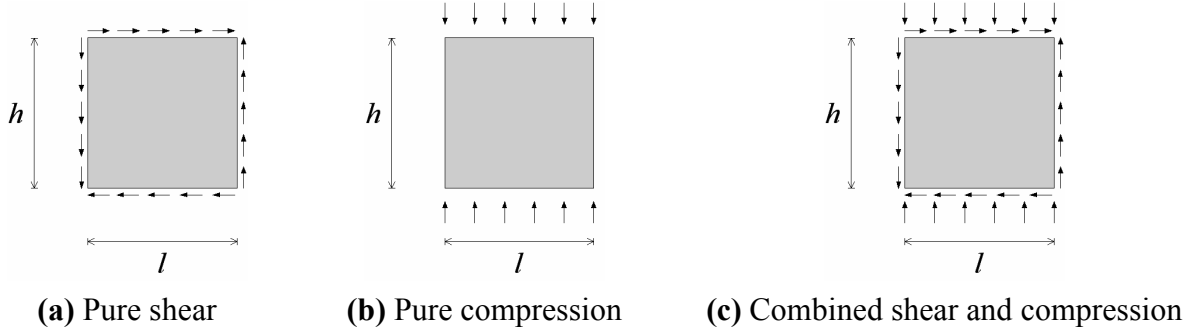 h
h
h
l
l
l
(a) Pure shear
(b) Pure compression
(c) Combined shear and compression